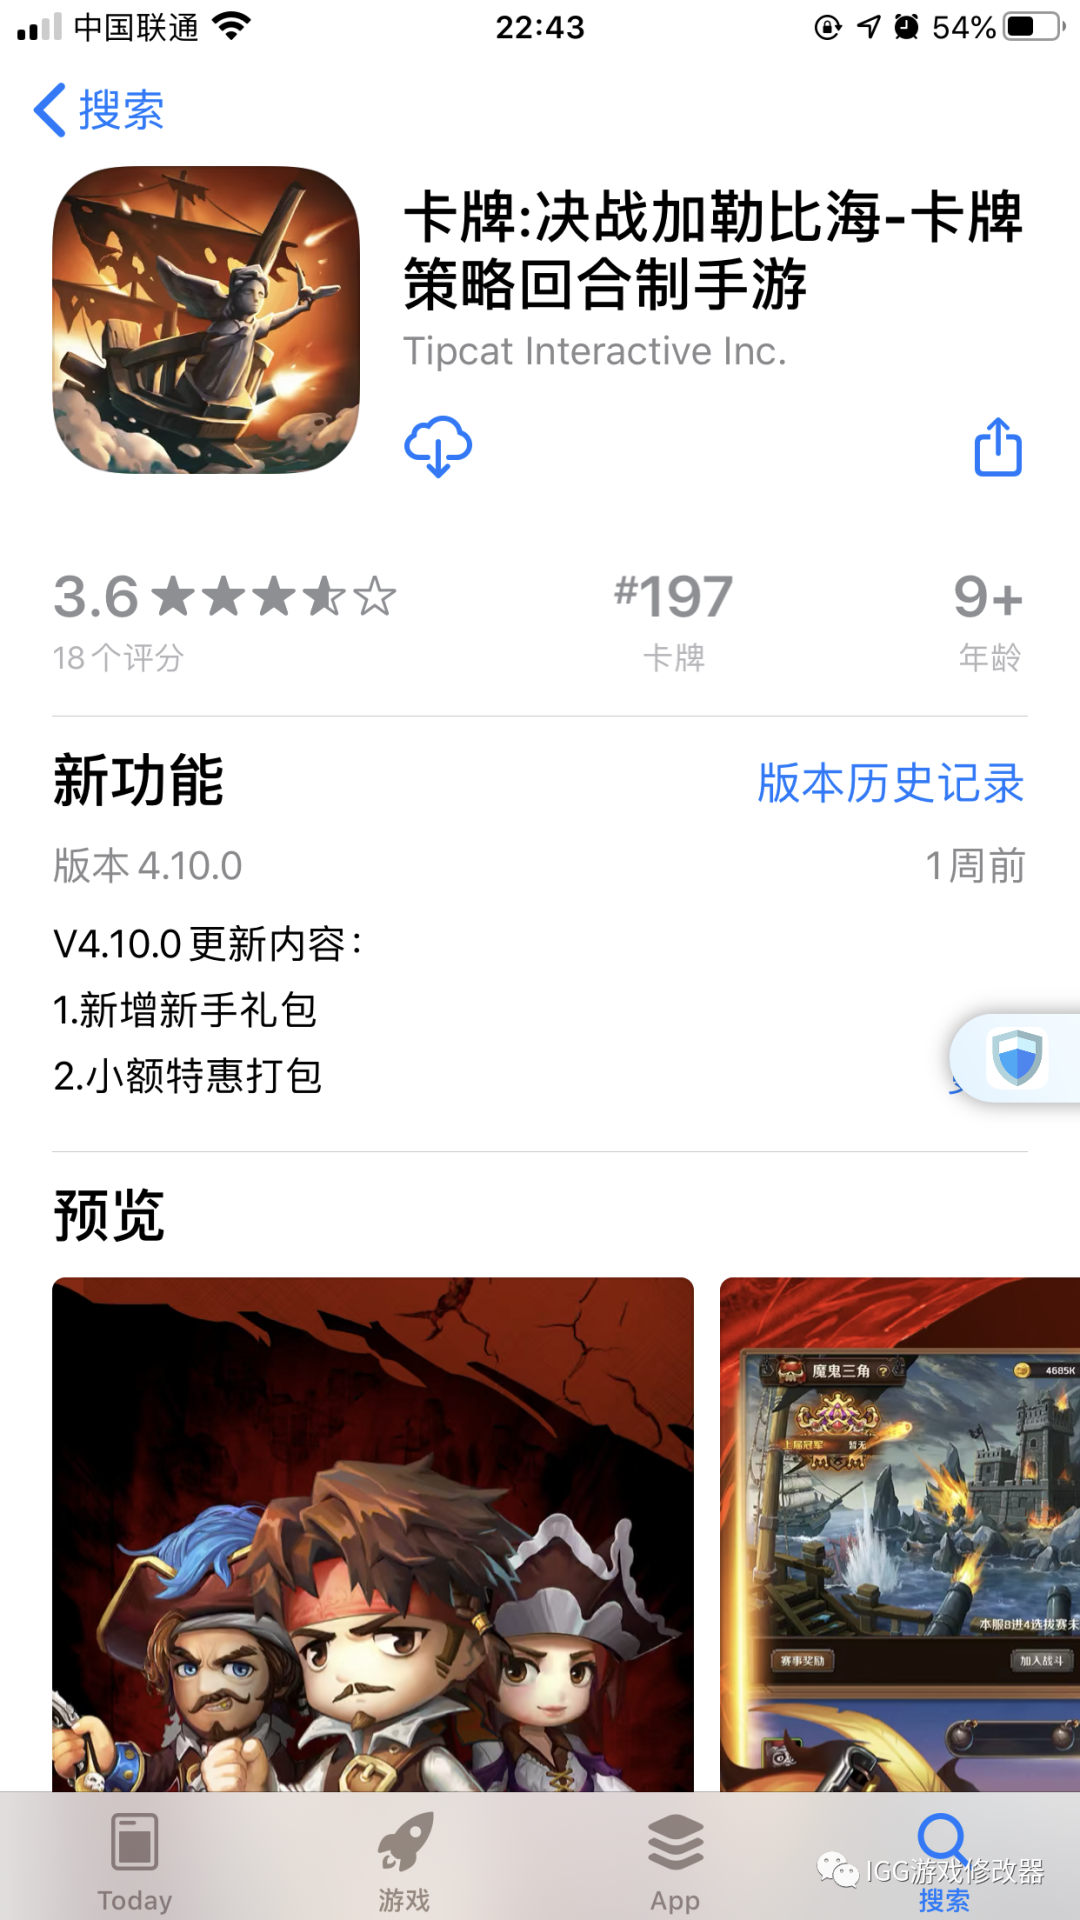 中国联通
22:43
54%
搜索
卡牌:决战加勒比海-卡牌
策略回合制手游
Tipcat Interactive Inc.
3.6
#197
9+
18个评分
卡牌
年龄
新功能
版本历史记录
版本 4.10.0
1周前
V4.10.0更新内容：
1.新增新手礼包
2.小额特惠打包
预览
魔鬼三角
?
4685K
上届冠军
暂无
本服8进4选拔赛未
赛事奖励
加入战斗
Today
游戏
App
搜索
IGG游戏修改器